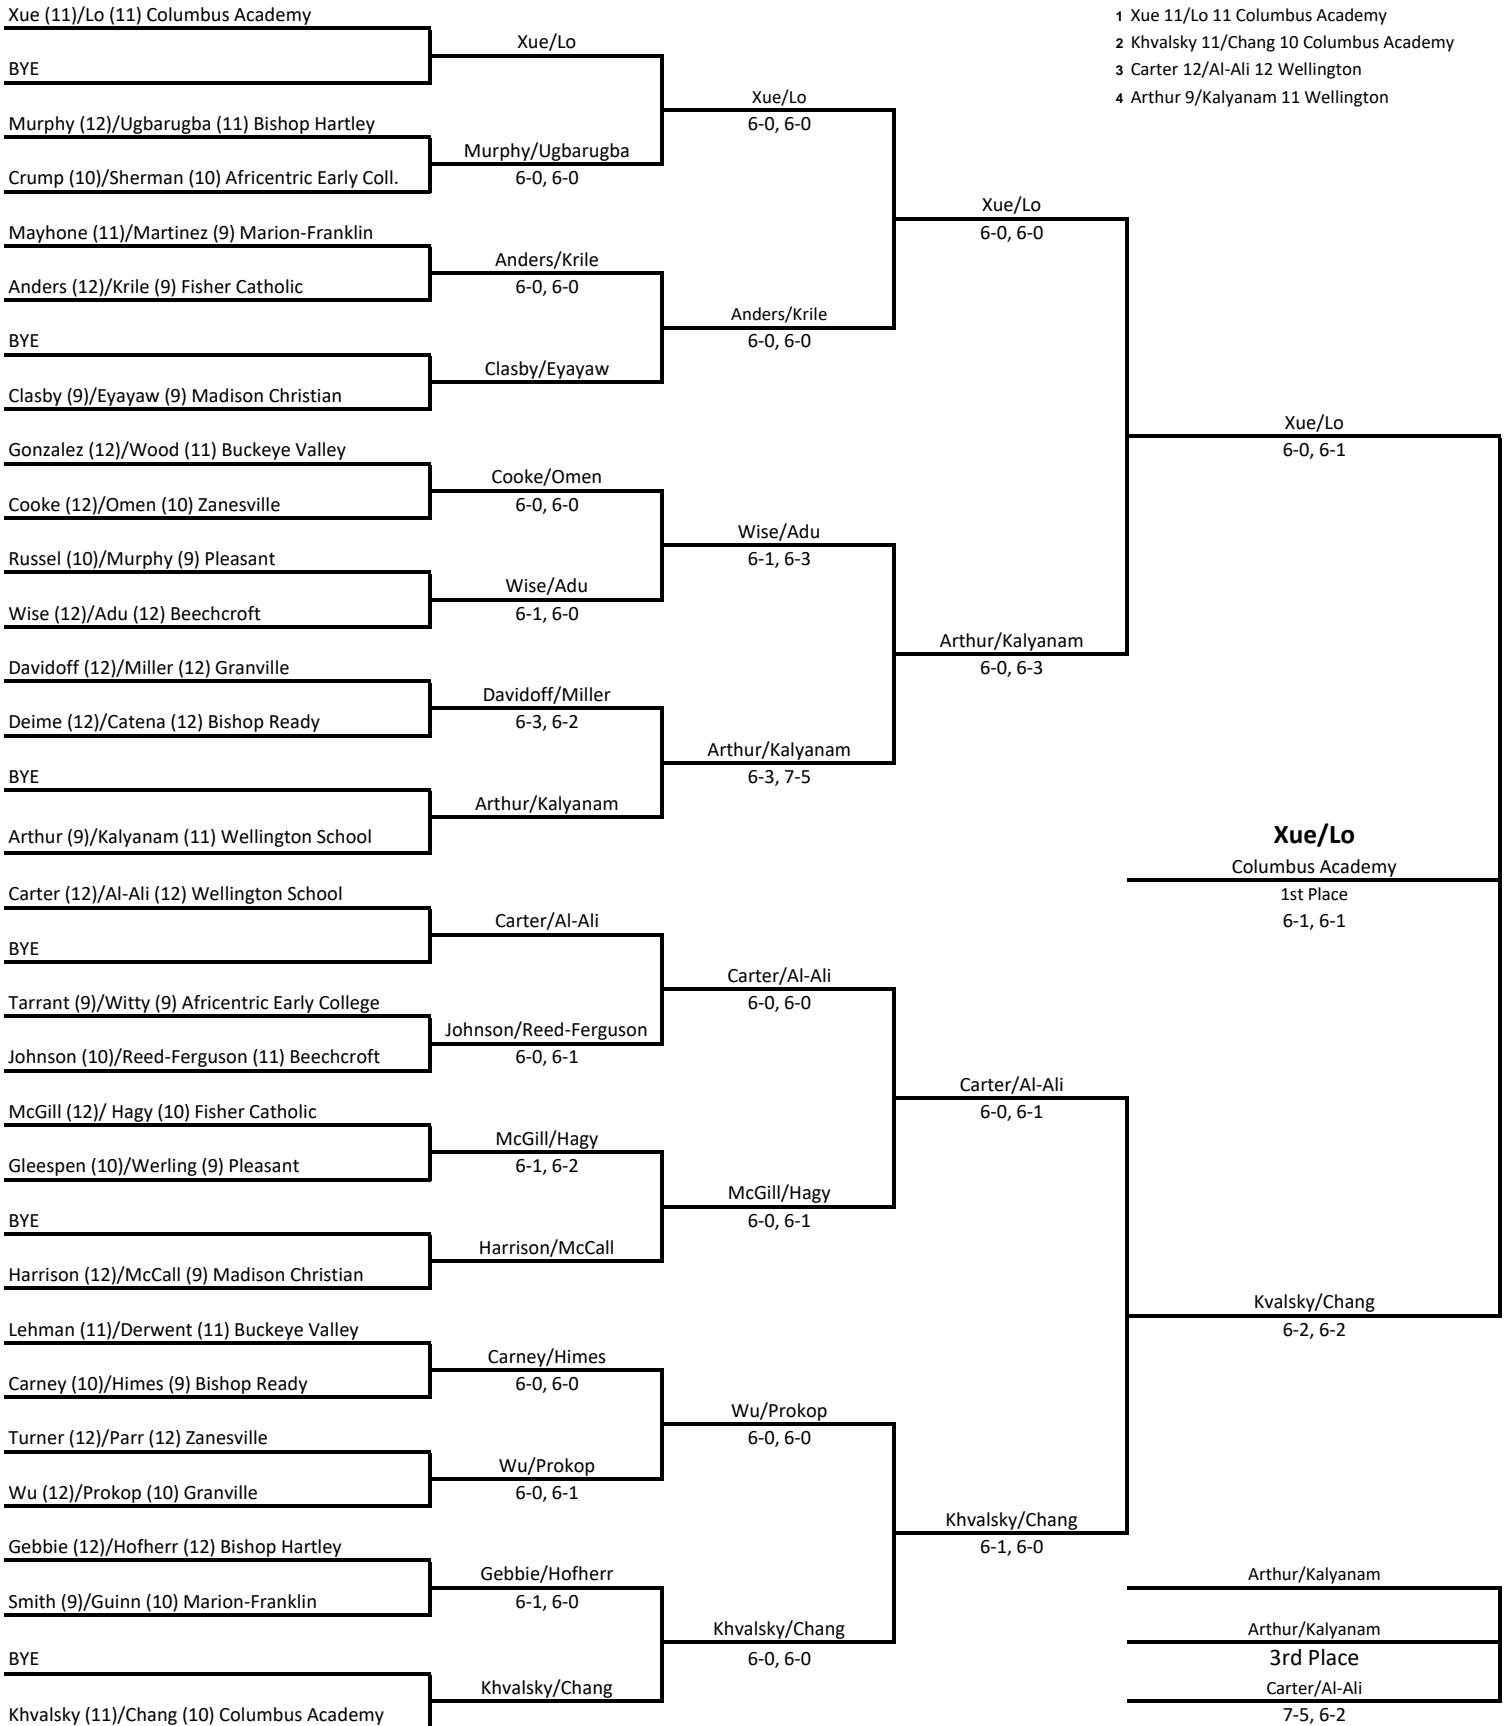 Xue (11)/Lo (11) Columbus Academy
BYE
Murphy (12)/Ugbarugba (11) Bishop Hartley
Crump (10)/Sherman (10) Africentric Early Coll.
Mayhone (11)/Martinez (9) Marion-Franklin
Anders (12)/Krile (9) Fisher Catholic
BYE
Clasby (9)/Eyayaw (9) Madison Christian
Gonzalez (12)/Wood (11) Buckeye Valley
Cooke (12)/Omen (10) Zanesville
Russel (10)/Murphy (9) Pleasant
Wise (12)/Adu (12) Beechcroft
Davidoff (12)/Miller (12) Granville
Deime (12)/Catena (12) Bishop Ready
BYE
Arthur (9)/Kalyanam (11) Wellington School
Carter (12)/Al-Ali (12) Wellington School
BYE
Tarrant (9)/Witty (9) Africentric Early College
Johnson (10)/Reed-Ferguson (11) Beechcroft
McGill (12)/ Hagy (10) Fisher Catholic
Gleespen (10)/Werling (9) Pleasant
BYE
Harrison (12)/McCall (9) Madison Christian
Lehman (11)/Derwent (11) Buckeye Valley
Carney (10)/Himes (9) Bishop Ready
Turner (12)/Parr (12) Zanesville
Wu (12)/Prokop (10) Granville
Gebbie (12)/Hofherr (12) Bishop Hartley
Smith (9)/Guinn (10) Marion-Franklin
BYE
Khvalsky (11)/Chang (10) Columbus Academy
Xue/Lo
Murphy/Ugbarugba
6-0, 6-0
Anders/Krile
6-0, 6-0
Clasby/Eyayaw
Cooke/Omen
6-0, 6-0
Wise/Adu
6-1, 6-0
Davidoff/Miller
6-3, 6-2
Arthur/Kalyanam
Carter/Al-Ali
Johnson/Reed-Ferguson
6-0, 6-1
McGill/Hagy
6-1, 6-2
Harrison/McCall
Carney/Himes
6-0, 6-0
Wu/Prokop
6-0, 6-1
Gebbie/Hofherr
6-1, 6-0
Khvalsky/Chang
Xue/Lo
6-0, 6-0
Anders/Krile
6-0, 6-0
Wise/Adu
6-1, 6-3
Arthur/Kalyanam
6-3, 7-5
Carter/Al-Ali
6-0, 6-0
McGill/Hagy
6-0, 6-1
Wu/Prokop
6-0, 6-0
Khvalsky/Chang
6-0, 6-0
Xue/Lo
6-0, 6-0
Arthur/Kalyanam
6-0, 6-3
Carter/Al-Ali
6-0, 6-1
Khvalsky/Chang
6-1, 6-0
1 Xue 11/Lo 11 Columbus Academy
2 Khvalsky 11/Chang 10 Columbus Academy
3 Carter 12/Al-Ali 12 Wellington
4 Arthur 9/Kalyanam 11 Wellington
Xue/Lo
6-0, 6-1
Xue/Lo
Columbus Academy
1st Place
6-1, 6-1
Kvalsky/Chang
6-2, 6-2
Arthur/Kalyanam
Arthur/Kalyanam
3rd Place
Carter/Al-Ali
7-5, 6-2